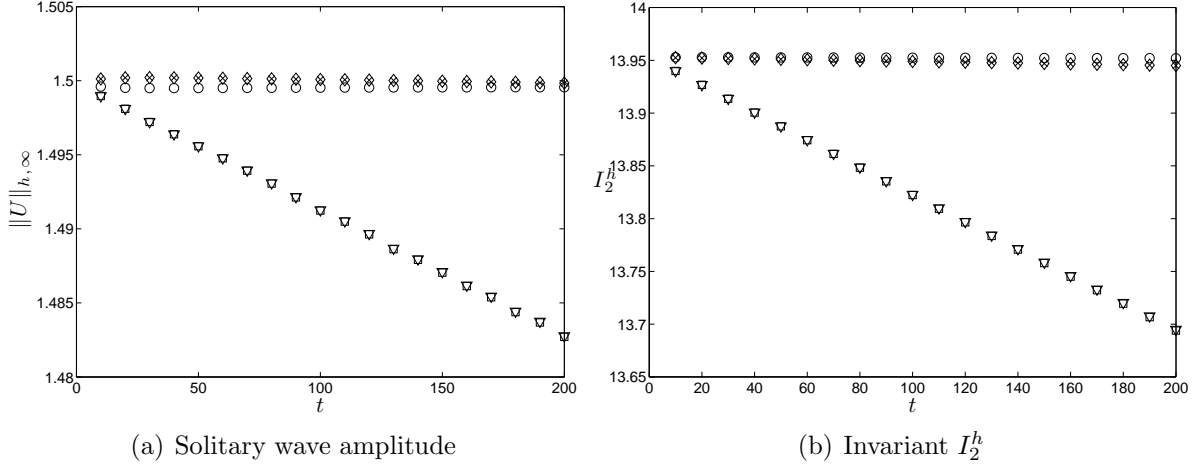 1.505
1.5
1.495
1.49
1.485
1.48
‖U‖h,∞
0 50 100 150 200
t
(a) Solitary wave amplitude
14
13.95
13.9
13.85
13.8
13.75
13.7
13.65
I₂ʰ
0 20 40 60 80 100 120 140 160 180 200
t
(b) Invariant I₂ʰ